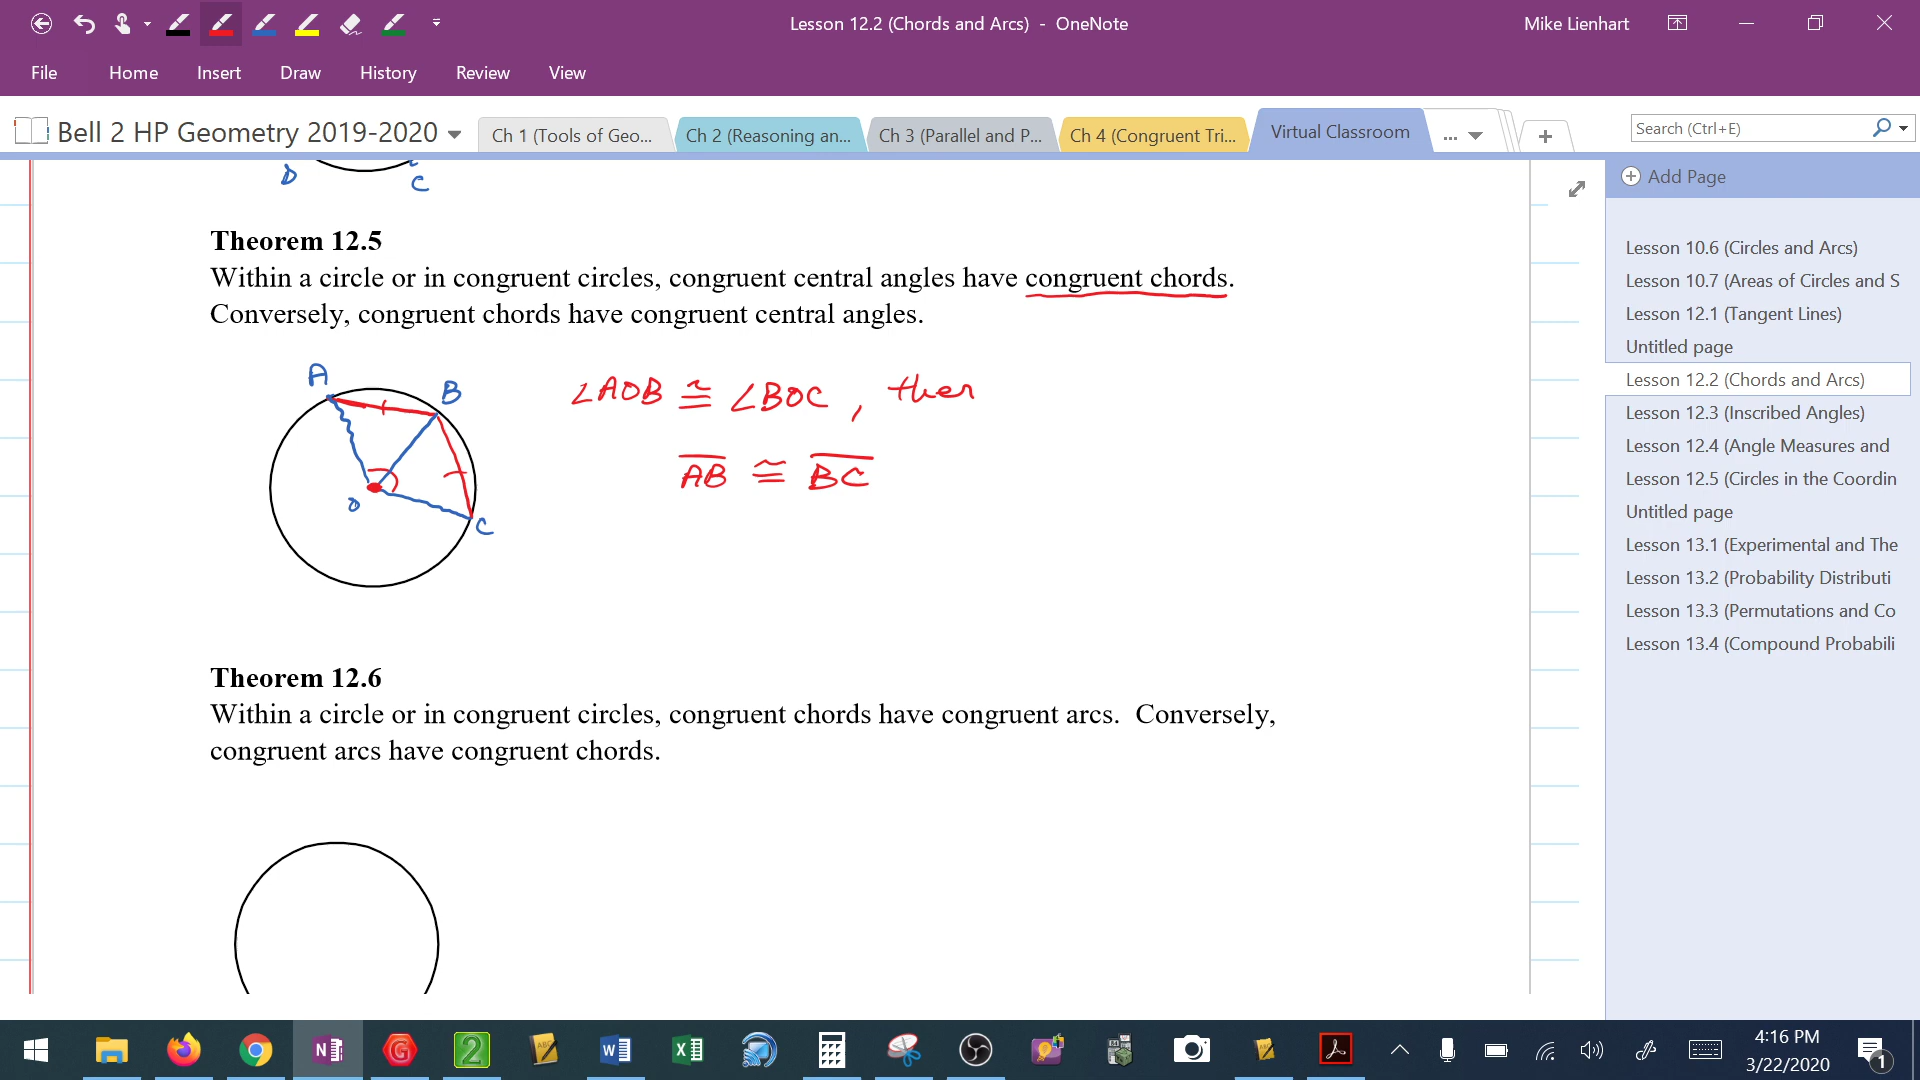 Lesson 12.2 (Chords and Arcs) - OneNote
Mike Lienhart
File Home Insert Draw History Review View
Bell 2 HP Geometry 2019-2020
Ch 1 (Tools of Geo...
Ch 2 (Reasoning an...
Ch 3 (Parallel and P...
Ch 4 (Congruent Tri...
Virtual Classroom
...
Search (Ctrl+E)
Add Page
D
C
Theorem 12.5
Within a circle or in congruent circles, congruent central angles have congruent chords.
Conversely, congruent chords have congruent central angles.
A
B
O
C
∠AOB ≅ ∠BOC , then
AB ≅ BC
Theorem 12.6
Within a circle or in congruent circles, congruent chords have congruent arcs. Conversely,
congruent arcs have congruent chords.
Lesson 10.6 (Circles and Arcs)
Lesson 10.7 (Areas of Circles and S
Lesson 12.1 (Tangent Lines)
Untitled page
Lesson 12.2 (Chords and Arcs)
Lesson 12.3 (Inscribed Angles)
Lesson 12.4 (Angle Measures and
Lesson 12.5 (Circles in the Coordin
Untitled page
Lesson 13.1 (Experimental and The
Lesson 13.2 (Probability Distributi
Lesson 13.3 (Permutations and Co
Lesson 13.4 (Compound Probabili
4:16 PM
3/22/2020
1